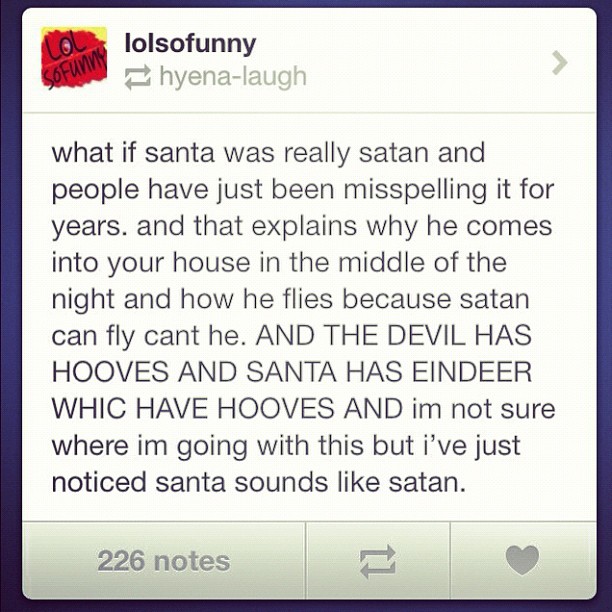 LOL
SOFUNNY
lolsofunny
hyena-laugh
what if santa was really satan and
people have just been misspelling it for
years. and that explains why he comes
into your house in the middle of the
night and how he flies because satan
can fly cant he. AND THE DEVIL HAS
HOOVES AND SANTA HAS EINDEER
WHIC HAVE HOOVES AND im not sure
where im going with this but i've just
noticed santa sounds like satan.
226 notes